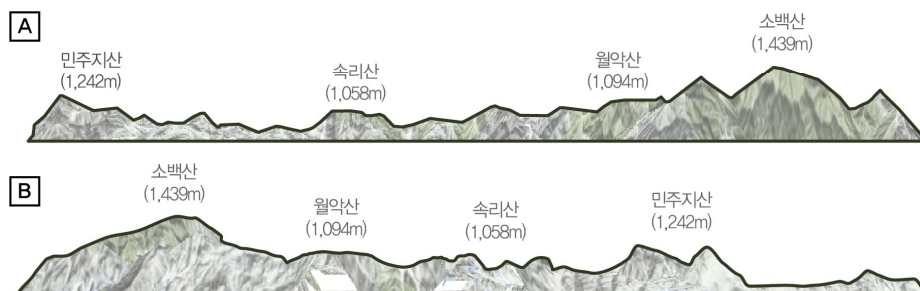 A
민주지산
(1,242m)
속리산
(1,058m)
월악산
(1,094m)
소백산
(1,439m)
B
소백산
(1,439m)
월악산
(1,094m)
속리산
(1,058m)
민주지산
(1,242m)